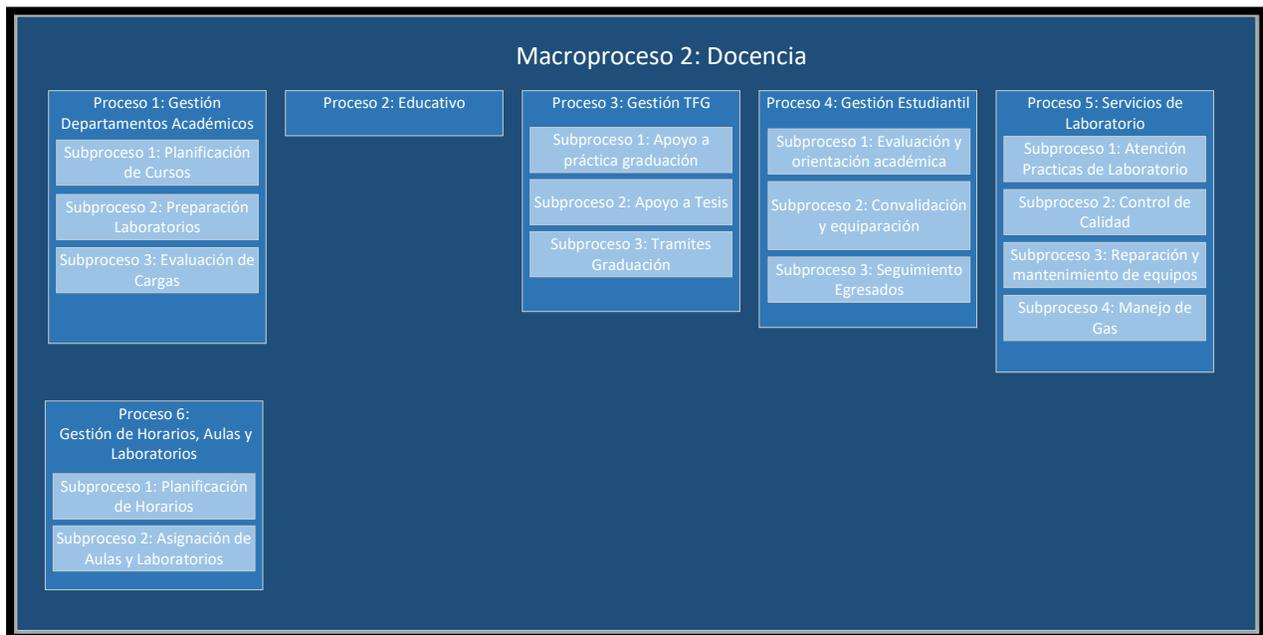 Macroproceso 2: Docencia
Proceso 1: Gestión
Departamentos Académicos
Subproceso 1: Planificación
de Cursos
Subproceso 2: Preparación
Laboratorios
Subproceso 3: Evaluación de
Cargas
Proceso 2: Educativo
Proceso 3: Gestión TFG
Subproceso 1: Apoyo a
práctica graduación
Subproceso 2: Apoyo a Tesis
Subproceso 3: Tramites
Graduación
Proceso 4: Gestión Estudiantil
Subproceso 1: Evaluación y
orientación académica
Subproceso 2: Convalidación
y equiparación
Subproceso 3: Seguimiento
Egresados
Proceso 5: Servicios de
Laboratorio
Subproceso 1: Atención
Practicas de Laboratorio
Subproceso 2: Control de
Calidad
Subproceso 3: Reparación y
mantenimiento de equipos
Subproceso 4: Manejo de
Gas
Proceso 6:
Gestión de Horarios, Aulas y
Laboratorios
Subproceso 1: Planificación
de Horarios
Subproceso 2: Asignación de
Aulas y Laboratorios